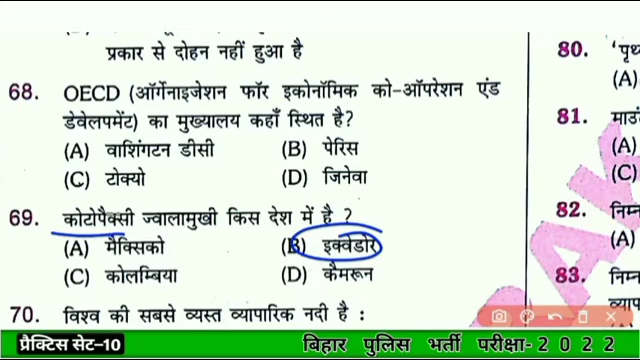 प्रकार से दोहन नहीं हुआ है
68. OECD (ऑर्गेनाइजेशन फॉर इकोनॉमिक को-ऑपरेशन एंड
डेवेलपमेंट) का मुख्यालय कहाँ स्थित है?
(A) वाशिंगटन डीसी (B) पेरिस
(C) टोक्यो (D) जिनेवा
69. कोटोपैक्सी ज्वालामुखी किस देश में है ?
(A) मैक्सिको (B) इक्वेडोर
(C) कोलम्बिया (D) कैमरून
70. विश्व की सबसे व्यस्त व्यापारिक नदी है :
80. 'पृथ्
(A)
81. माउं
(A)
(C)
82. निम्न
(A)
83. निम्न
व्याप
प्रैक्टिस सेट–10
बिहार पुलिस भर्ती परीक्षा-2022